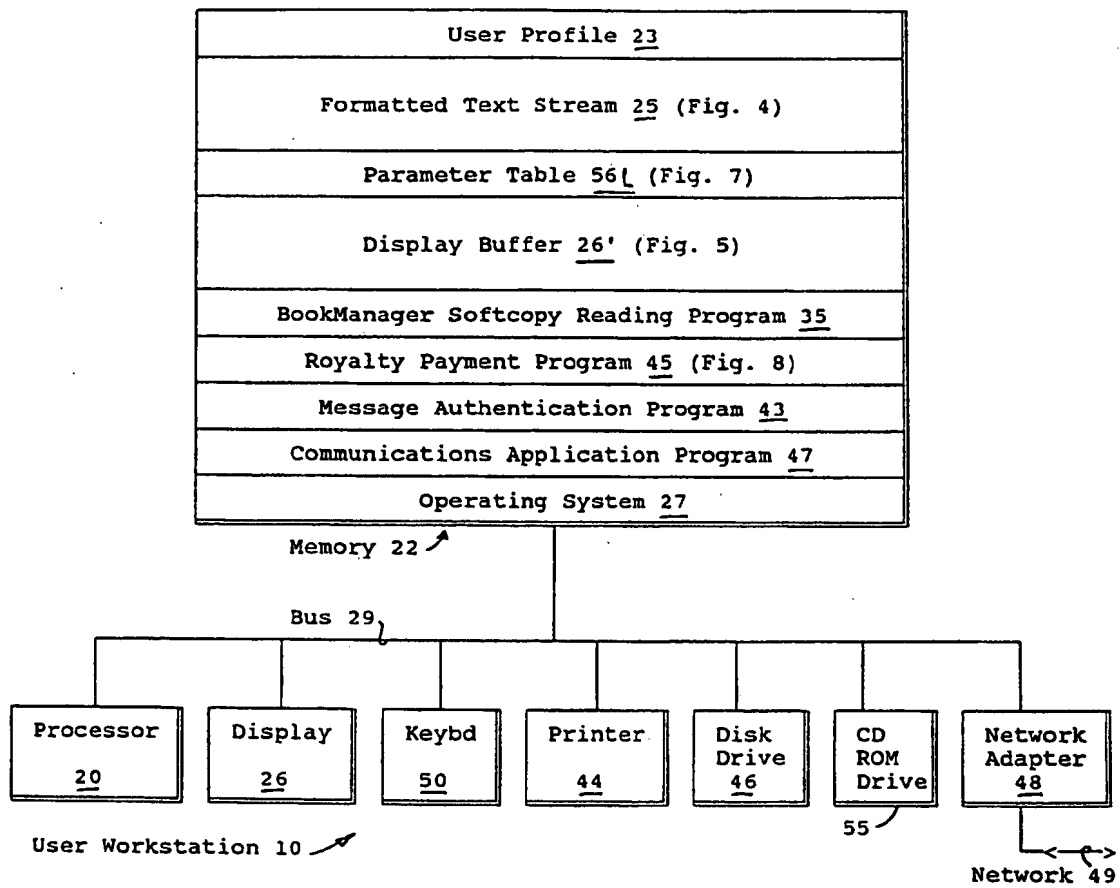 User Profile 23
Formatted Text Stream 25 (Fig. 4)
Parameter Table 56L (Fig. 7)
Display Buffer 26' (Fig. 5)
BookManager Softcopy Reading Program 35
Royalty Payment Program 45 (Fig. 8)
Message Authentication Program 43
Communications Application Program 47
Operating System 27
Memory 22
Bus 29
Processor
20
Display
26
Keybd
50
Printer
44
Disk
Drive
46
CD
ROM
Drive
55
Network
Adapter
48
User Workstation 10
Network 49